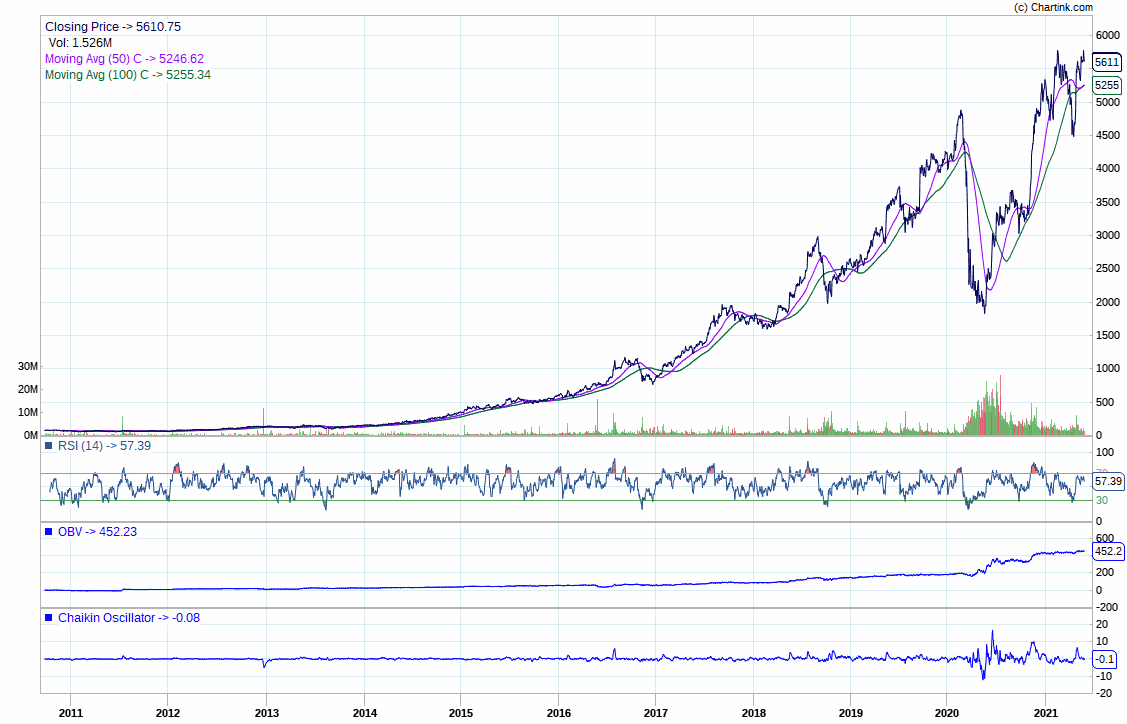 (c) Chartink.com
Closing Price -> 5610.75
Vol: 1.526M
Moving Avg (50) C -> 5246.62
Moving Avg (100) C -> 5255.34
6000
5611
5255
5000
4500
4000
3500
3000
2500
2000
1500
1000
500
0
30M
20M
10M
0M
RSI (14) -> 57.39
100
70
57.39
30
0
OBV -> 452.23
600
452.2
200
0
-200
Chaikin Oscillator -> -0.08
20
10
-0.1
-10
-20
2011 2012 2013 2014 2015 2016 2017 2018 2019 2020 2021